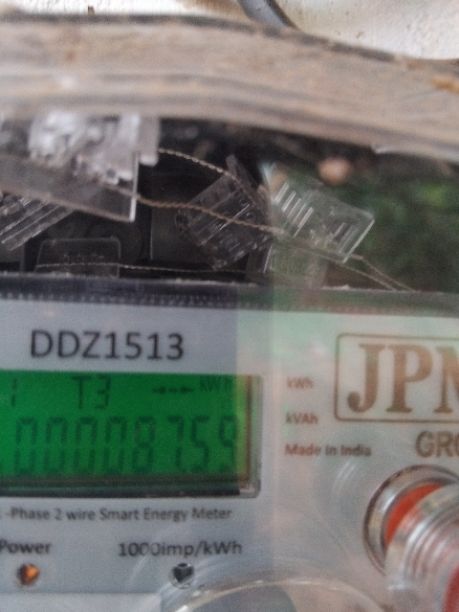 DDZ1513
T3 kWh
00008759
kWh
kVAh
Made in India
JPM
-Phase 2 wire Smart Energy Meter
Power
1000imp/kWh